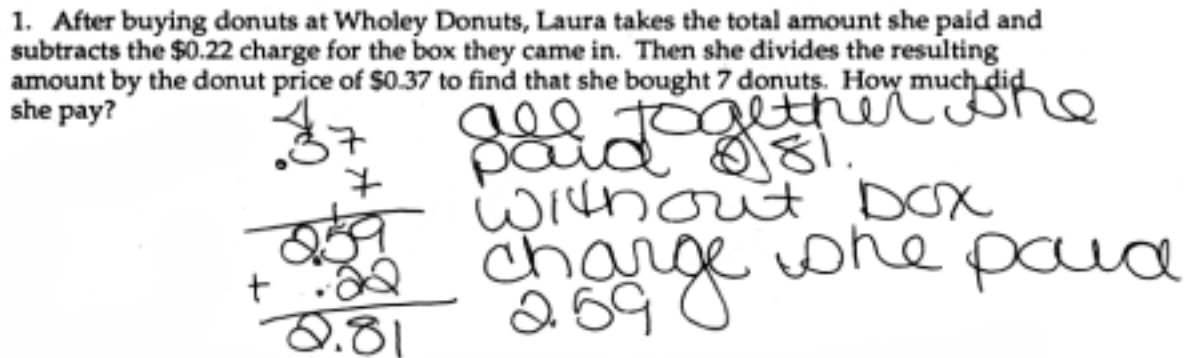 1. After buying donuts at Wholey Donuts, Laura takes the total amount she paid and
subtracts the $0.22 charge for the box they came in. Then she divides the resulting
amount by the donut price of $0.37 to find that she bought 7 donuts. How much did
she pay?
4
.37
7
1
2.59
+ .22
2.81
all together she
paid 2.81.
without box
charge she paid
2.59